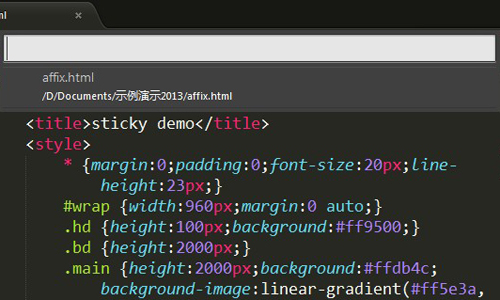 ml ×
affix.html
/D/Documents/示例演示2013/affix.html
<title>sticky demo</title>
<style>
* {margin:0;padding:0;font-size:20px;line-
height:23px;}
#wrap {width:960px;margin:0 auto;}
.hd {height:100px;background:#ff9500;}
.bd {height:2000px;}
.main {height:2000px;background:#ffdb4c;
background-image:linear-gradient(#ff5e3a,